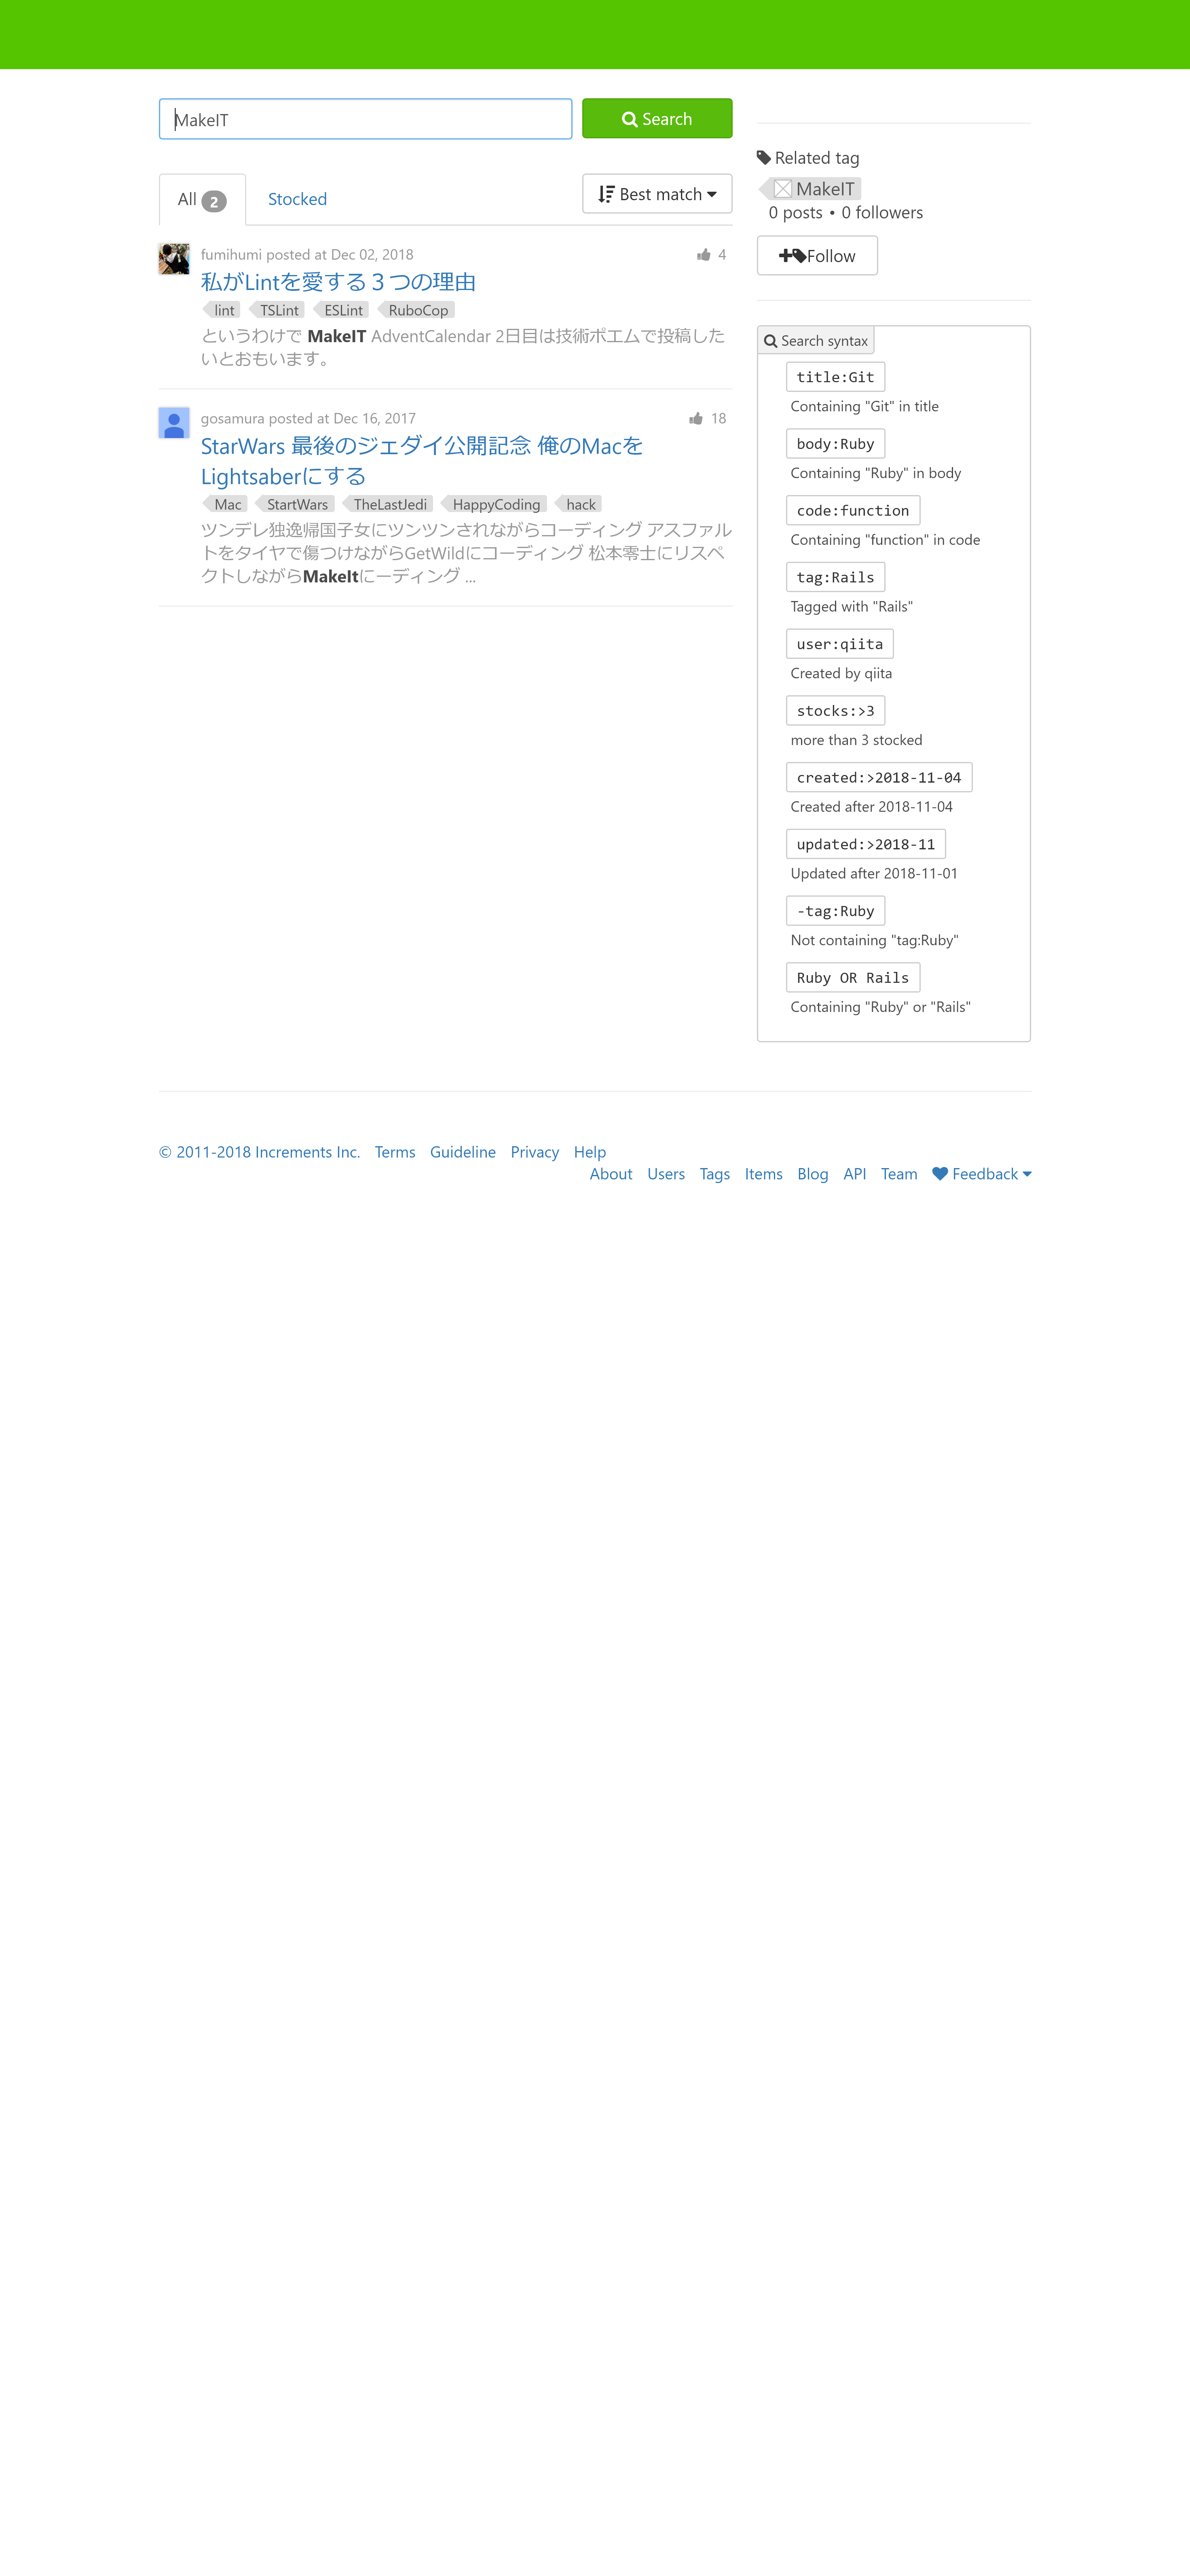 MakeIT
Search
All 2
Stocked
Best match
fumihumi posted at Dec 02, 2018
4
私がLintを愛する３つの理由
lint TSLint ESLint RuboCop
というわけで MakeIT AdventCalendar 2日目は技術ポエムで投稿した
いとおもいます。
gosamura posted at Dec 16, 2017
18
StarWars 最後のジェダイ公開記念 俺のMacを
Lightsaberにする
Mac StartWars TheLastJedi HappyCoding hack
ツンデレ独逸帰国子女にツンツンされながらコーディング アスファル
トをタイヤで傷つけながらGetWildにコーディング 松本零士にリスペ
クトしながらMakeItにーディング ...
Related tag
MakeIT
0 posts • 0 followers
Follow
Search syntax
title:Git
Containing "Git" in title
body:Ruby
Containing "Ruby" in body
code:function
Containing "function" in code
tag:Rails
Tagged with "Rails"
user:qiita
Created by qiita
stocks:>3
more than 3 stocked
created:>2018-11-04
Created after 2018-11-04
updated:>2018-11
Updated after 2018-11-01
-tag:Ruby
Not containing "tag:Ruby"
Ruby OR Rails
Containing "Ruby" or "Rails"
© 2011-2018 Increments Inc. Terms Guideline Privacy Help
About Users Tags Items Blog API Team Feedback